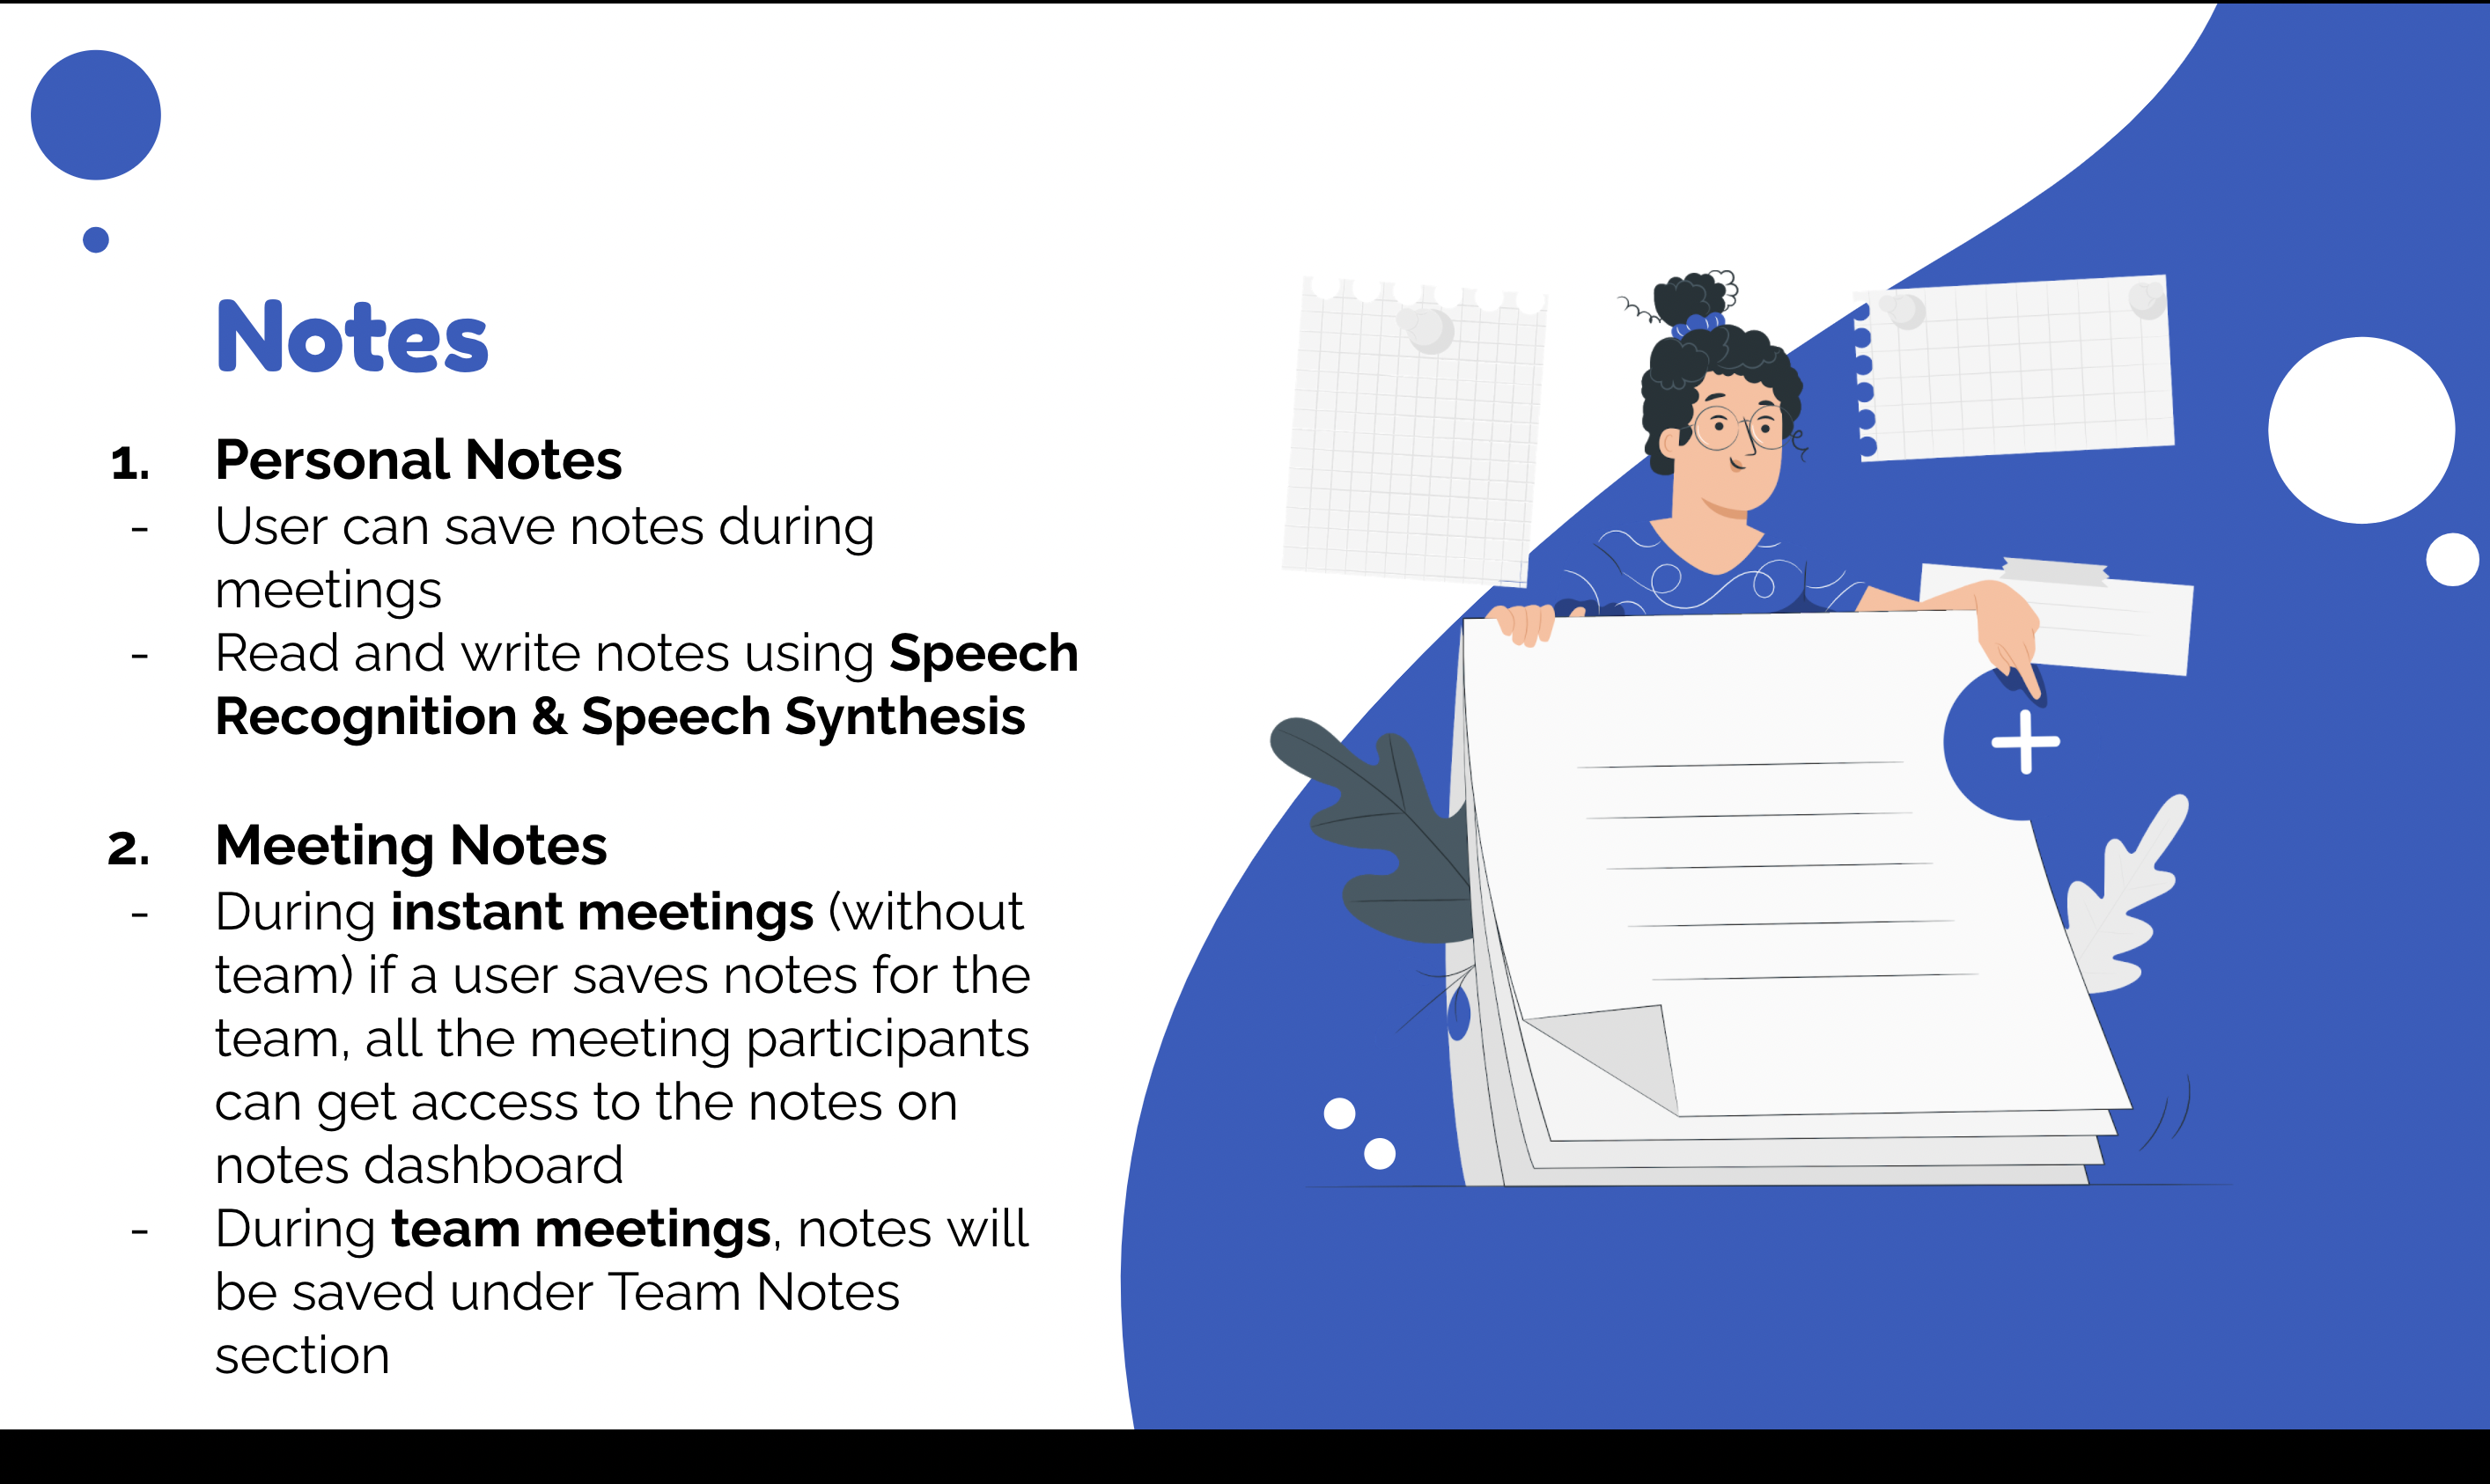 Notes
1. Personal Notes
- User can save notes during
meetings
- Read and write notes using Speech
Recognition & Speech Synthesis
2. Meeting Notes
- During instant meetings (without
team) if a user saves notes for the
team, all the meeting participants
can get access to the notes on
notes dashboard
- During team meetings, notes will
be saved under Team Notes
section